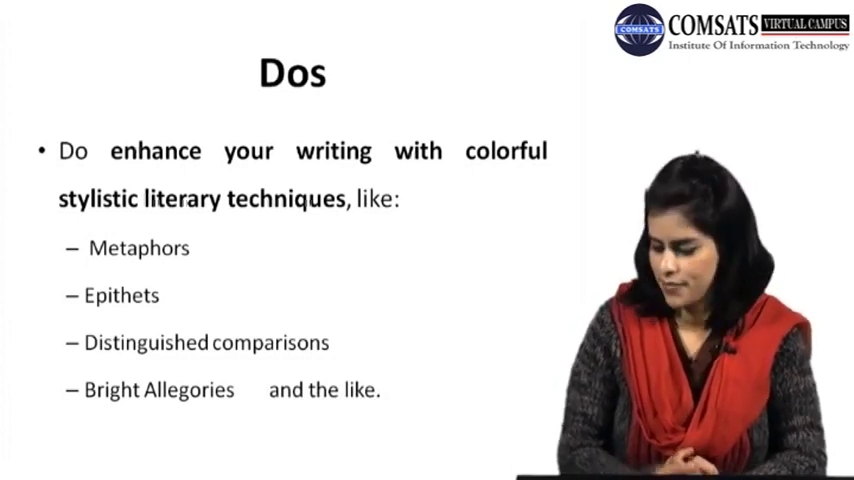 COMSATS VIRTUAL CAMPUS
COMSATS
Institute Of Information Technology
Dos
• Do enhance your writing with colorful
stylistic literary techniques, like:
– Metaphors
– Epithets
– Distinguished comparisons
– Bright Allegories and the like.